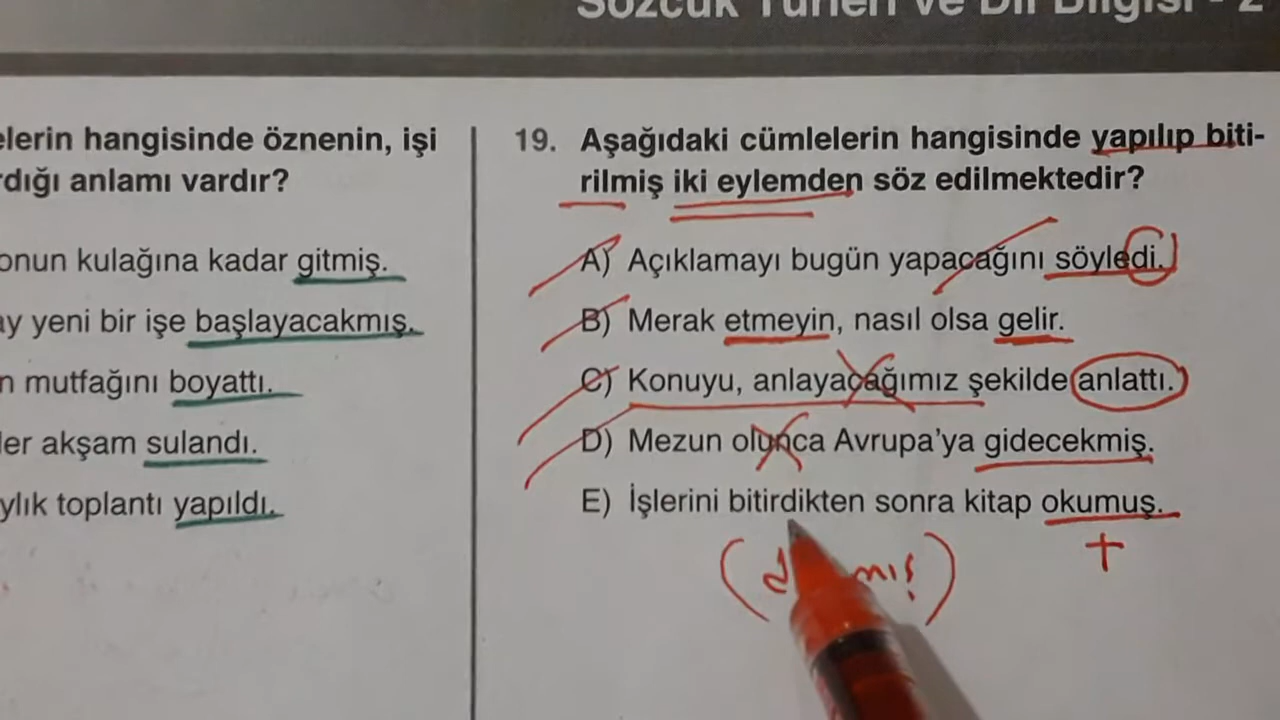 Sözcük Türleri ve Dil Bilgisi - 2
elerin hangisinde öznenin, işi
rdığı anlamı vardır?
onun kulağına kadar gitmiş.
ay yeni bir işe başlayacakmış.
n mutfağını boyattı.
ler akşam sulandı.
ylık toplantı yapıldı.
19. Aşağıdaki cümlelerin hangisinde yapılıp biti-
rilmiş iki eylemden söz edilmektedir?
A) Açıklamayı bugün yapacağını söyledi.
B) Merak etmeyin, nasıl olsa gelir.
C) Konuyu, anlayacağımız şekilde anlattı.
D) Mezun olunca Avrupa'ya gidecekmiş.
E) İşlerini bitirdikten sonra kitap okumuş.
+